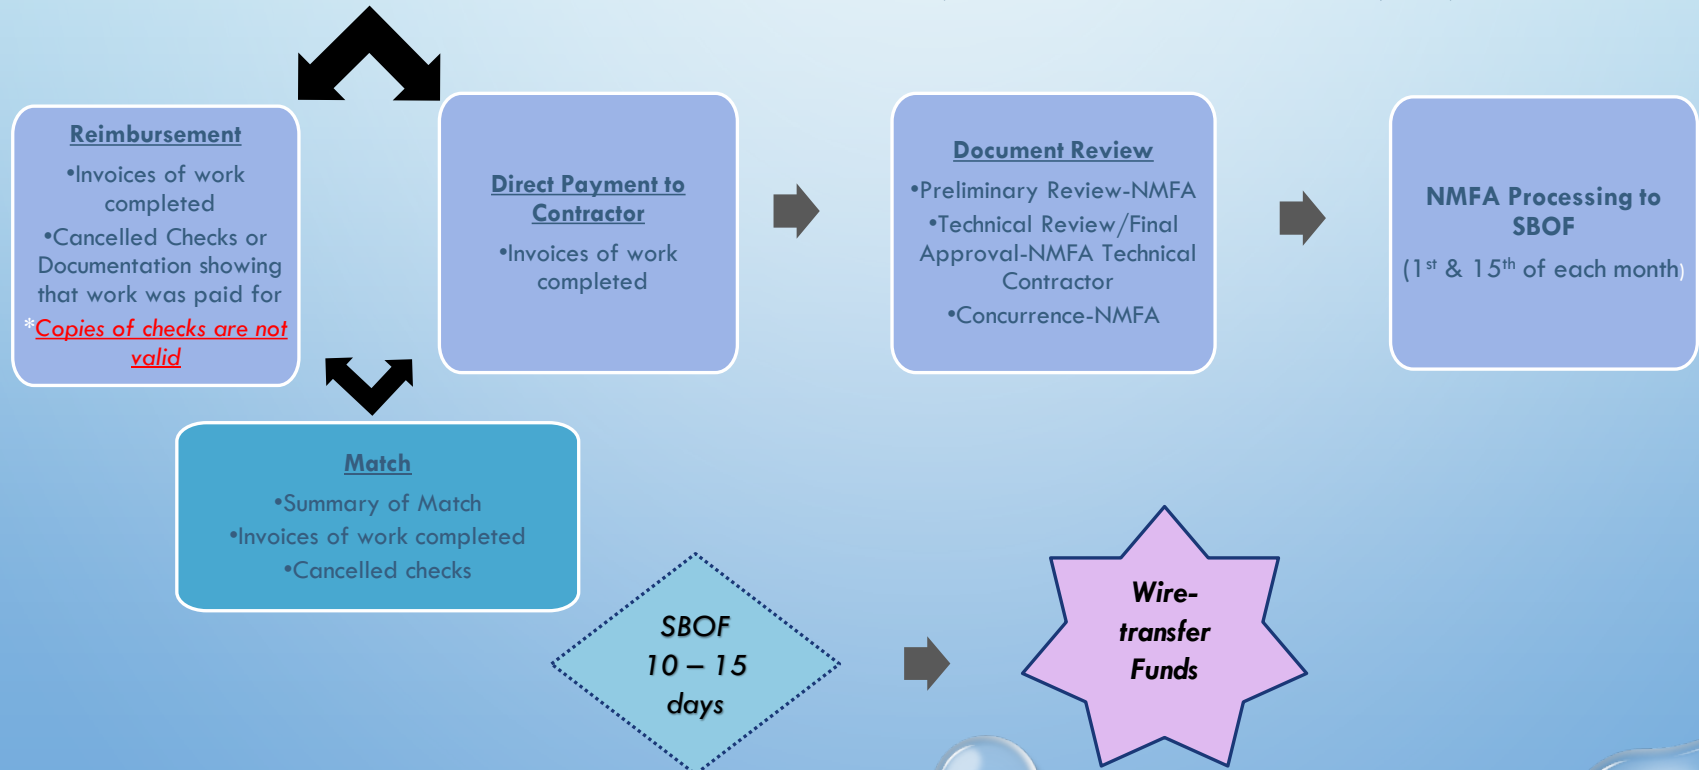 Reimbursement
•Invoices of work
completed
•Cancelled Checks or
Documentation showing
that work was paid for
*Copies of checks are not
valid
Direct Payment to
Contractor
•Invoices of work
completed
Document Review
•Preliminary Review-NMFA
•Technical Review/Final
Approval-NMFA Technical
Contractor
•Concurrence-NMFA
NMFA Processing to
SBOF
(1st & 15th of each month)
Match
•Summary of Match
•Invoices of work completed
•Cancelled checks
SBOF
10 – 15
days
Wire-
transfer
Funds